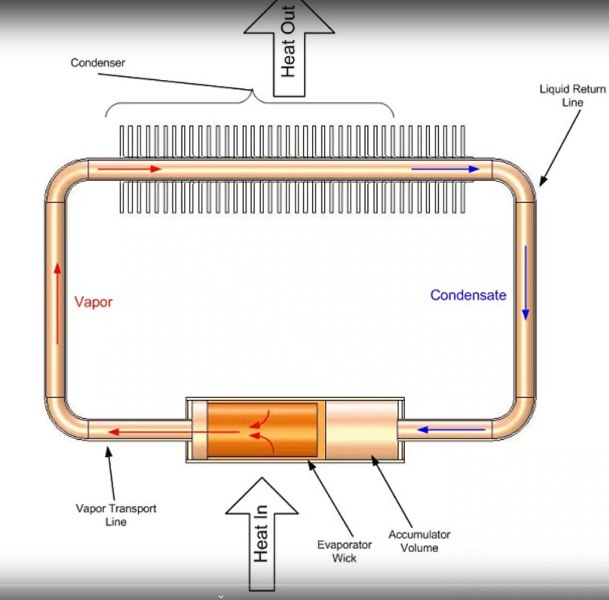 Heat Out
Condenser
Liquid Return
Line
Vapor
Condensate
Vapor Transport
Line
Heat In
Evaporator
Wick
Accumulator
Volume